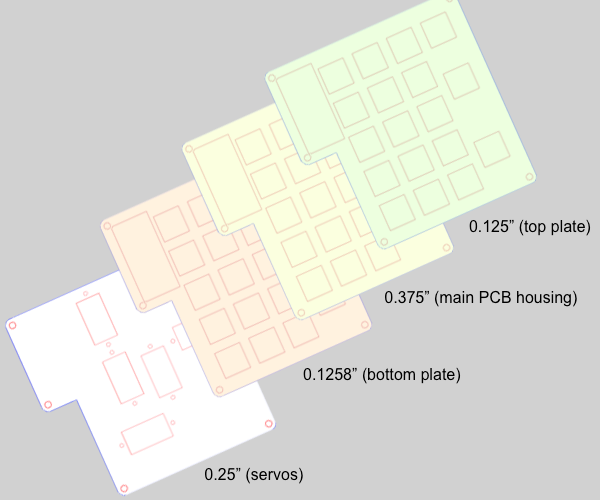 0.125” (top plate)
0.375” (main PCB housing)
0.1258” (bottom plate)
0.25” (servos)